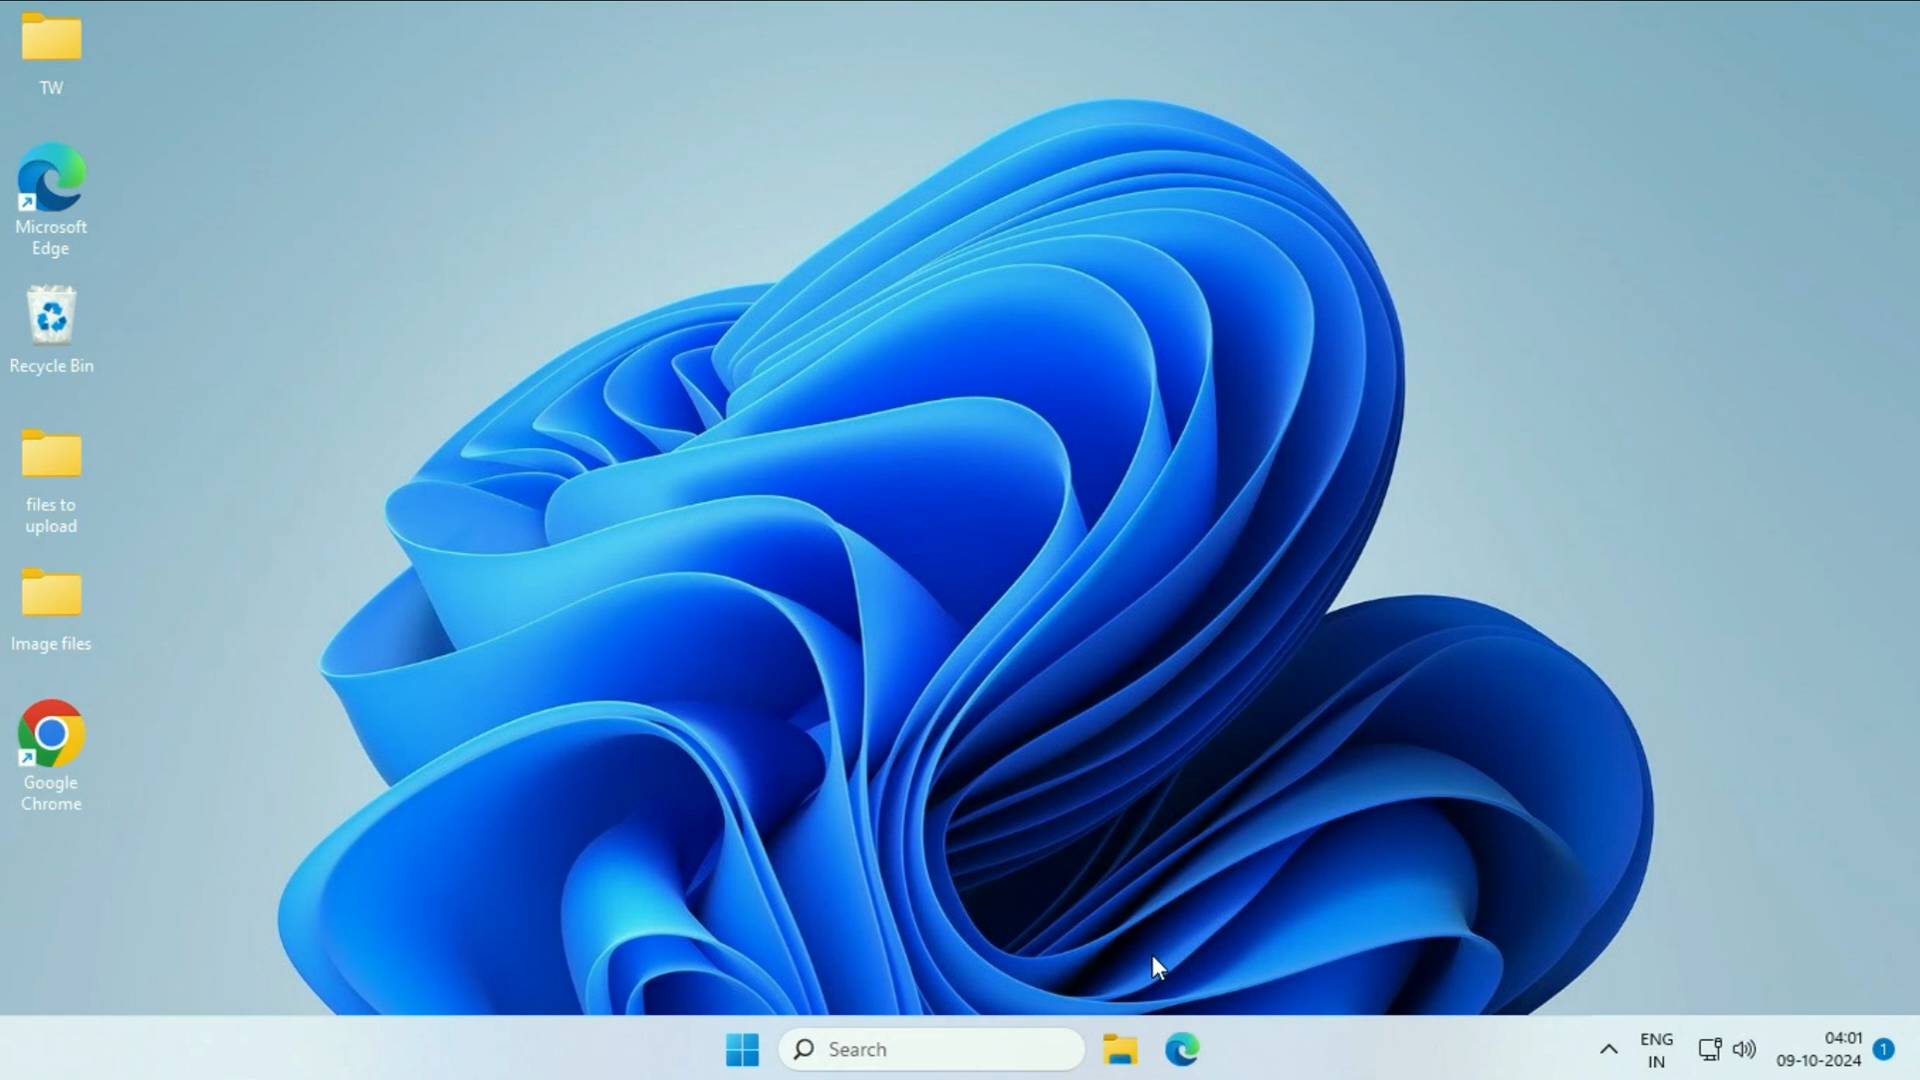 TW
Microsoft
Edge
Recycle Bin
files to
upload
Image files
Google
Chrome
Search
ENG
IN
04:01
09-10-2024
1